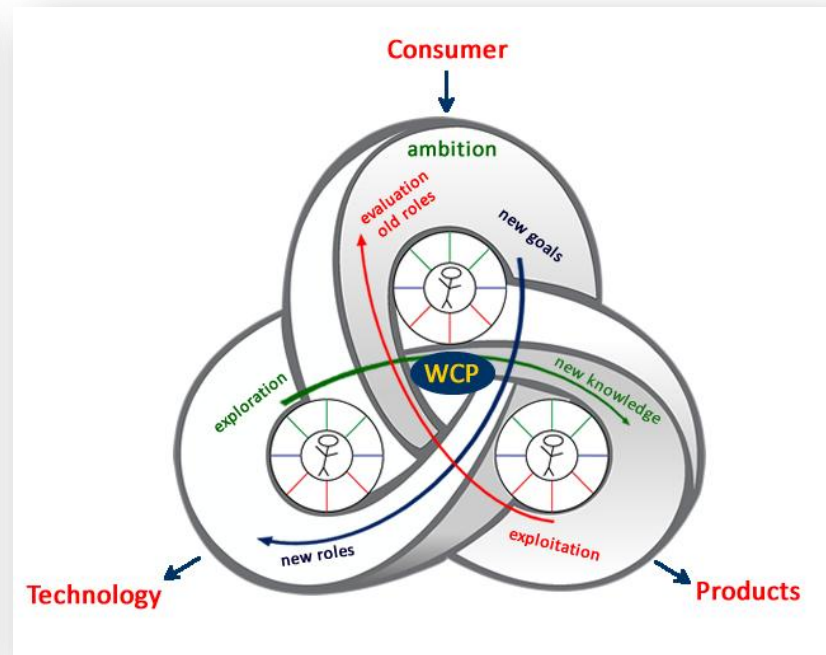 Consumer
ambition
evaluation
old roles
new goals
WCP
new knowledge
exploration
exploitation
new roles
Technology
Products